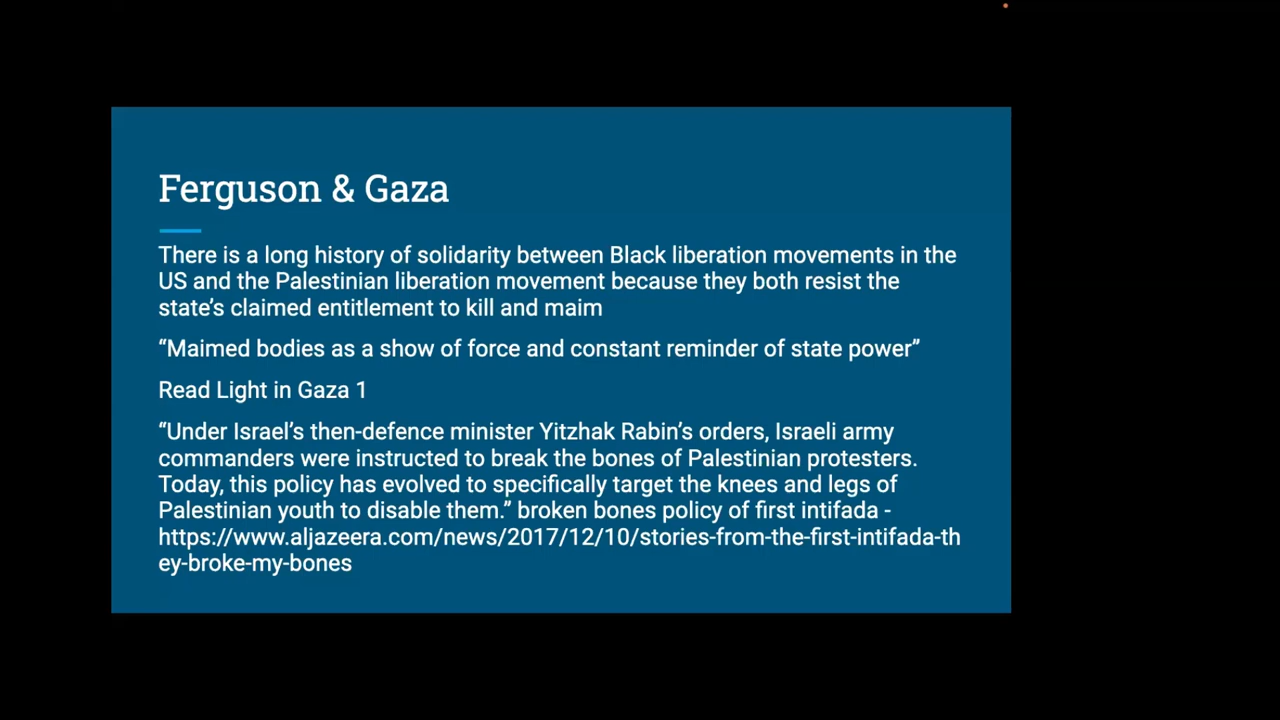 Ferguson & Gaza
There is a long history of solidarity between Black liberation movements in the
US and the Palestinian liberation movement because they both resist the
state’s claimed entitlement to kill and maim
“Maimed bodies as a show of force and constant reminder of state power”
Read Light in Gaza 1
“Under Israel’s then-defence minister Yitzhak Rabin’s orders, Israeli army
commanders were instructed to break the bones of Palestinian protesters.
Today, this policy has evolved to specifically target the knees and legs of
Palestinian youth to disable them.” broken bones policy of first intifada -
https://www.aljazeera.com/news/2017/12/10/stories-from-the-first-intifada-th
ey-broke-my-bones